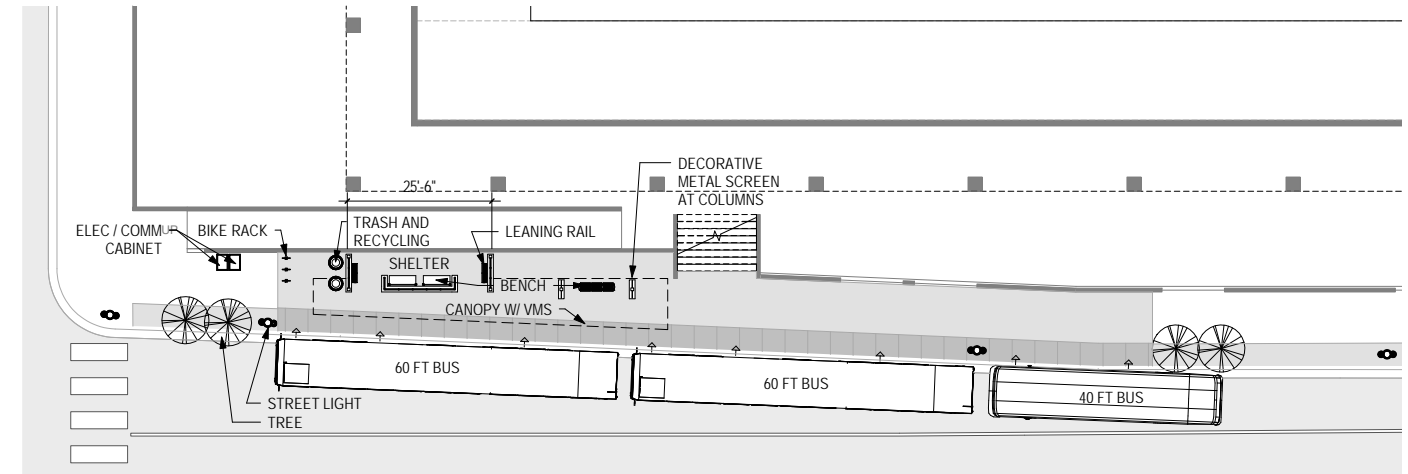 DECORATIVE
METAL SCREEN
AT COLUMNS
25'-6"
ELEC / COMM
CABINET
BIKE RACK
TRASH AND
RECYCLING
LEANING RAIL
SHELTER
BENCH
CANOPY W/ VMS
60 FT BUS
60 FT BUS
40 FT BUS
STREET LIGHT
TREE